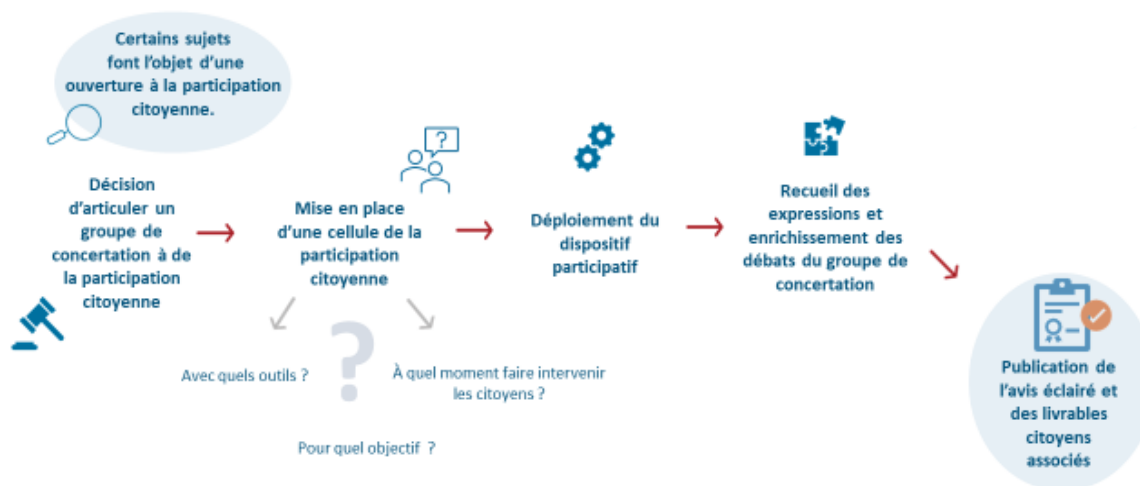 Certains sujets
font l'objet d'une
ouverture à la participation
citoyenne.
Décision
d'articuler un
groupe de
concertation à de
la participation
citoyenne
?
Mise en place
d'une cellule de la
participation
citoyenne
Déploiement du
dispositif
participatif
Recueil des
expressions et
enrichissement des
débats du groupe de
concertation
?
Avec quels outils ?
À quel moment faire intervenir
les citoyens ?
Pour quel objectif ?
Publication de
l'avis éclairé et
des livrables
citoyens
associés